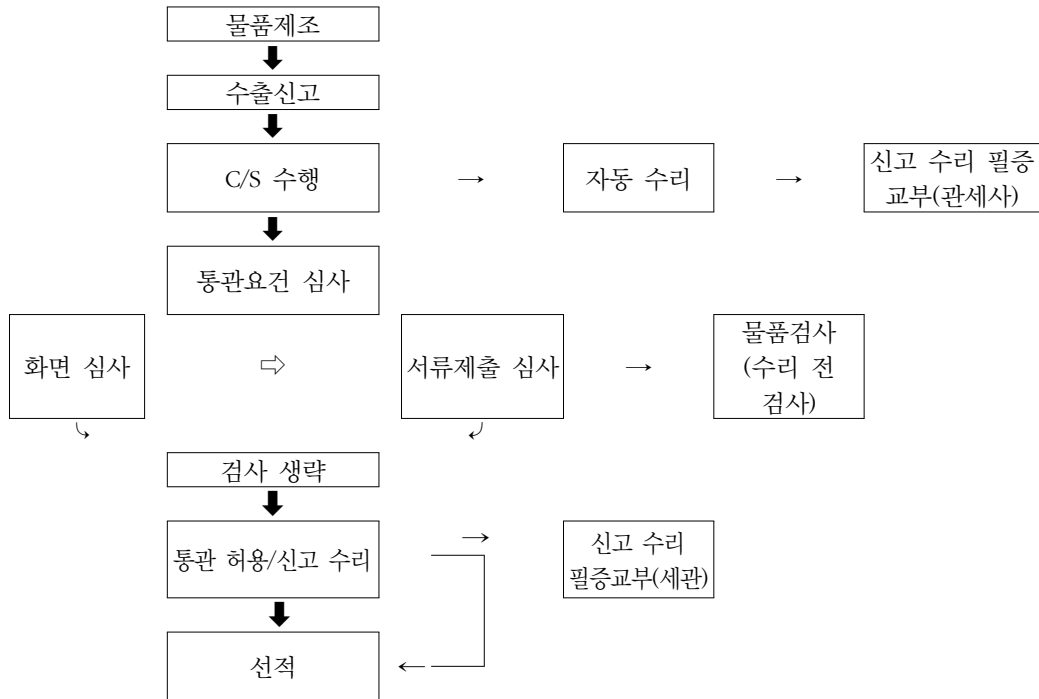 물품제조
수출신고
C/S 수행
→
자동 수리
→
신고 수리 필증
교부(관세사)
통관요건 심사
화면 심사
⇨
서류제출 심사
→
물품검사
(수리 전
검사)
검사 생략
통관 허용/신고 수리
→
신고 수리
필증교부(세관)
선적
←